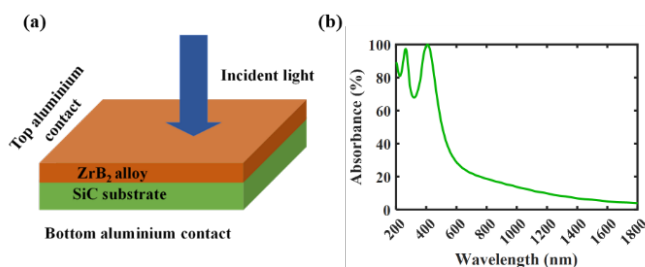 (a)
Incident light
Top aluminium
contact
ZrB₂ alloy
SiC substrate
Bottom aluminium contact
(b)
Absorbance (%)
100
80
60
40
20
0
200
400
600
800
1000
1200
1400
1600
1800
Wavelength (nm)